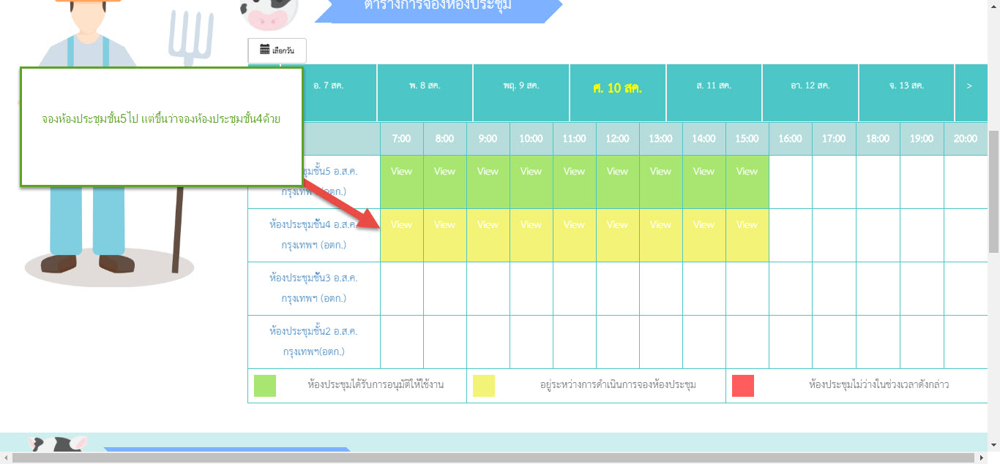 ตารางการจองห้องประชุม
เลือกวัน
อ. 7 สค. พ. 8 สค. พฤ. 9 สค. ศ. 10 สค. ส. 11 สค. อา. 12 สค. จ. 13 สค. >
จองห้องประชุมชั้น5ไป แต่ขึ้นว่าจองห้องประชุมชั้น4ด้วย
7:00 8:00 9:00 10:00 11:00 12:00 13:00 14:00 15:00 16:00 17:00 18:00 19:00 20:00
อ.ส.ค. View View View View View View View View View
(อตก.)
ห้องประชุมชั้น4 อ.ส.ค. View View View View View View View View View
กรุงเทพฯ (อตก.)
ห้องประชุมชั้น3 อ.ส.ค.
กรุงเทพฯ (อตก.)
ห้องประชุมชั้น2 อ.ส.ค.
กรุงเทพฯ(อตก.)
ห้องประชุมได้รับการอนุมัติให้ใช้งาน อยู่ระหว่างการดำเนินการจองห้องประชุม ห้องประชุมไม่ว่างในช่วงเวลาดังกล่าว